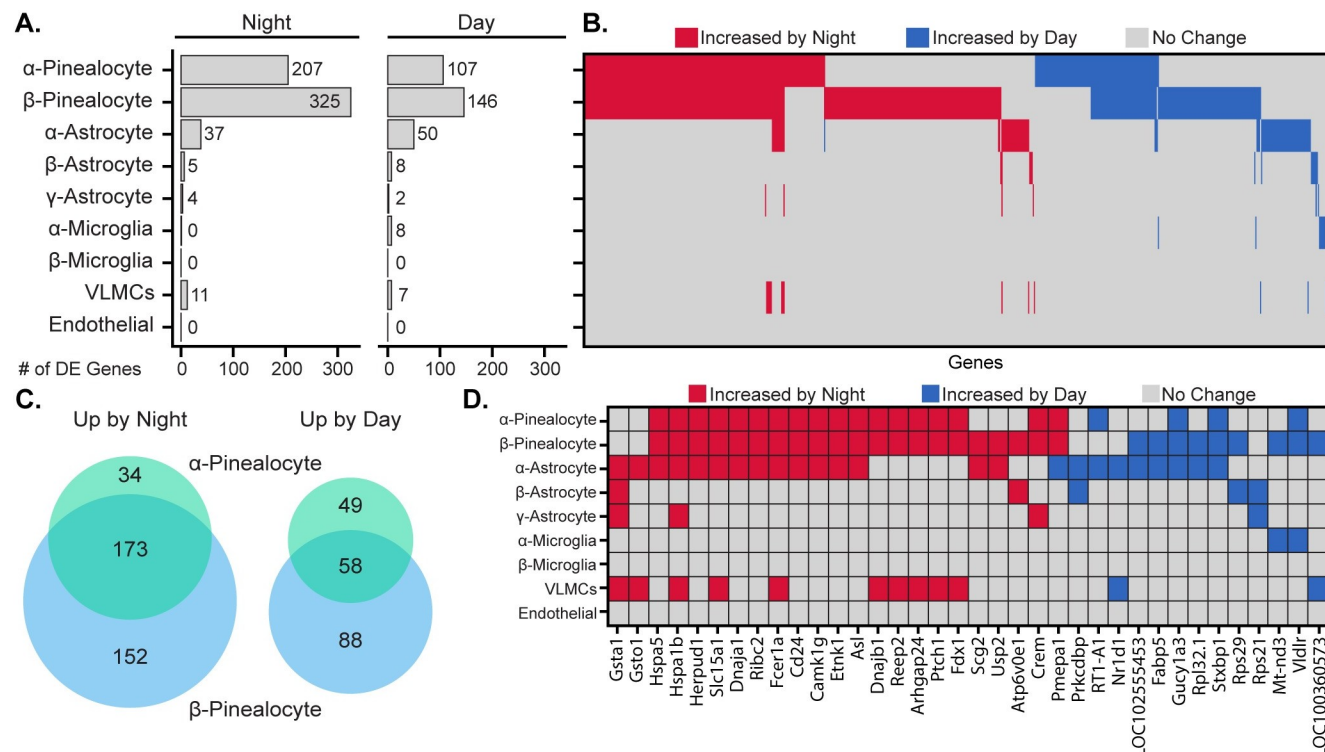 A.
Night
Day
α-Pinealocyte
207
107
β-Pinealocyte
325
146
α-Astrocyte
37
50
β-Astrocyte
5
8
γ-Astrocyte
4
2
α-Microglia
0
8
β-Microglia
0
0
VLMCs
11
7
Endothelial
0
0
# of DE Genes
0 100 200 300
0 100 200 300
B.
Increased by Night
Increased by Day
No Change
Genes
C.
Up by Night
Up by Day
α-Pinealocyte
34
173
152
49
58
88
β-Pinealocyte
D.
Increased by Night
Increased by Day
No Change
α-Pinealocyte
β-Pinealocyte
α-Astrocyte
β-Astrocyte
γ-Astrocyte
α-Microglia
β-Microglia
VLMCs
Endothelial
Gsta1
Gsto1
Hspa5
Hspa1b
Herpud1
Slc15a1
Dnaja1
Ribc2
Fcer1a
Cd24
Camk1g
Etnk1
Asl
Dnajb1
Reep2
Arhgap24
Ptch1
Fdx1
Scg2
Usp2
Atp6v0e1
Crem
Pmepa1
Prkcdbp
RT1-A1
Nr1d1
LOC102555453
Fabp5
Gucy1a3
Rpl32.1
Stxbp1
Rps29
Rps21
Mt-nd3
Vldlr
LOC100360573